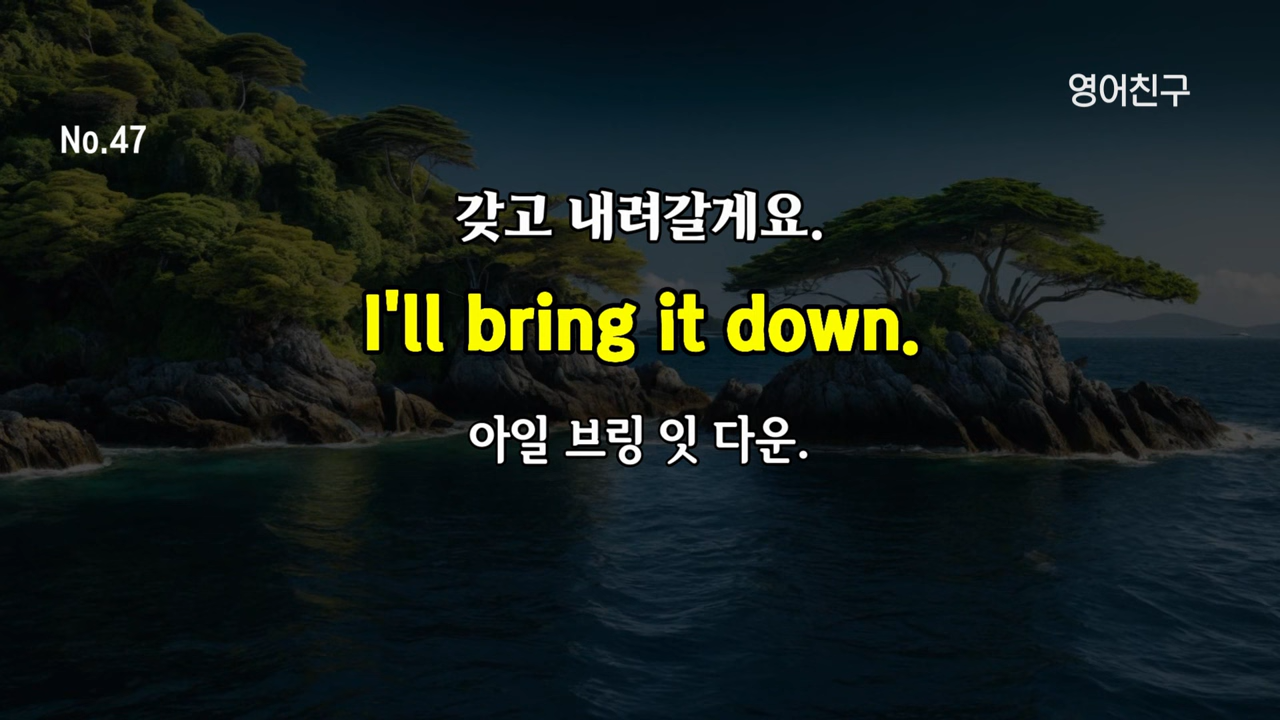 영어친구
No.47
갖고 내려갈게요.
I'll bring it down.
아일 브링 잇 다운.